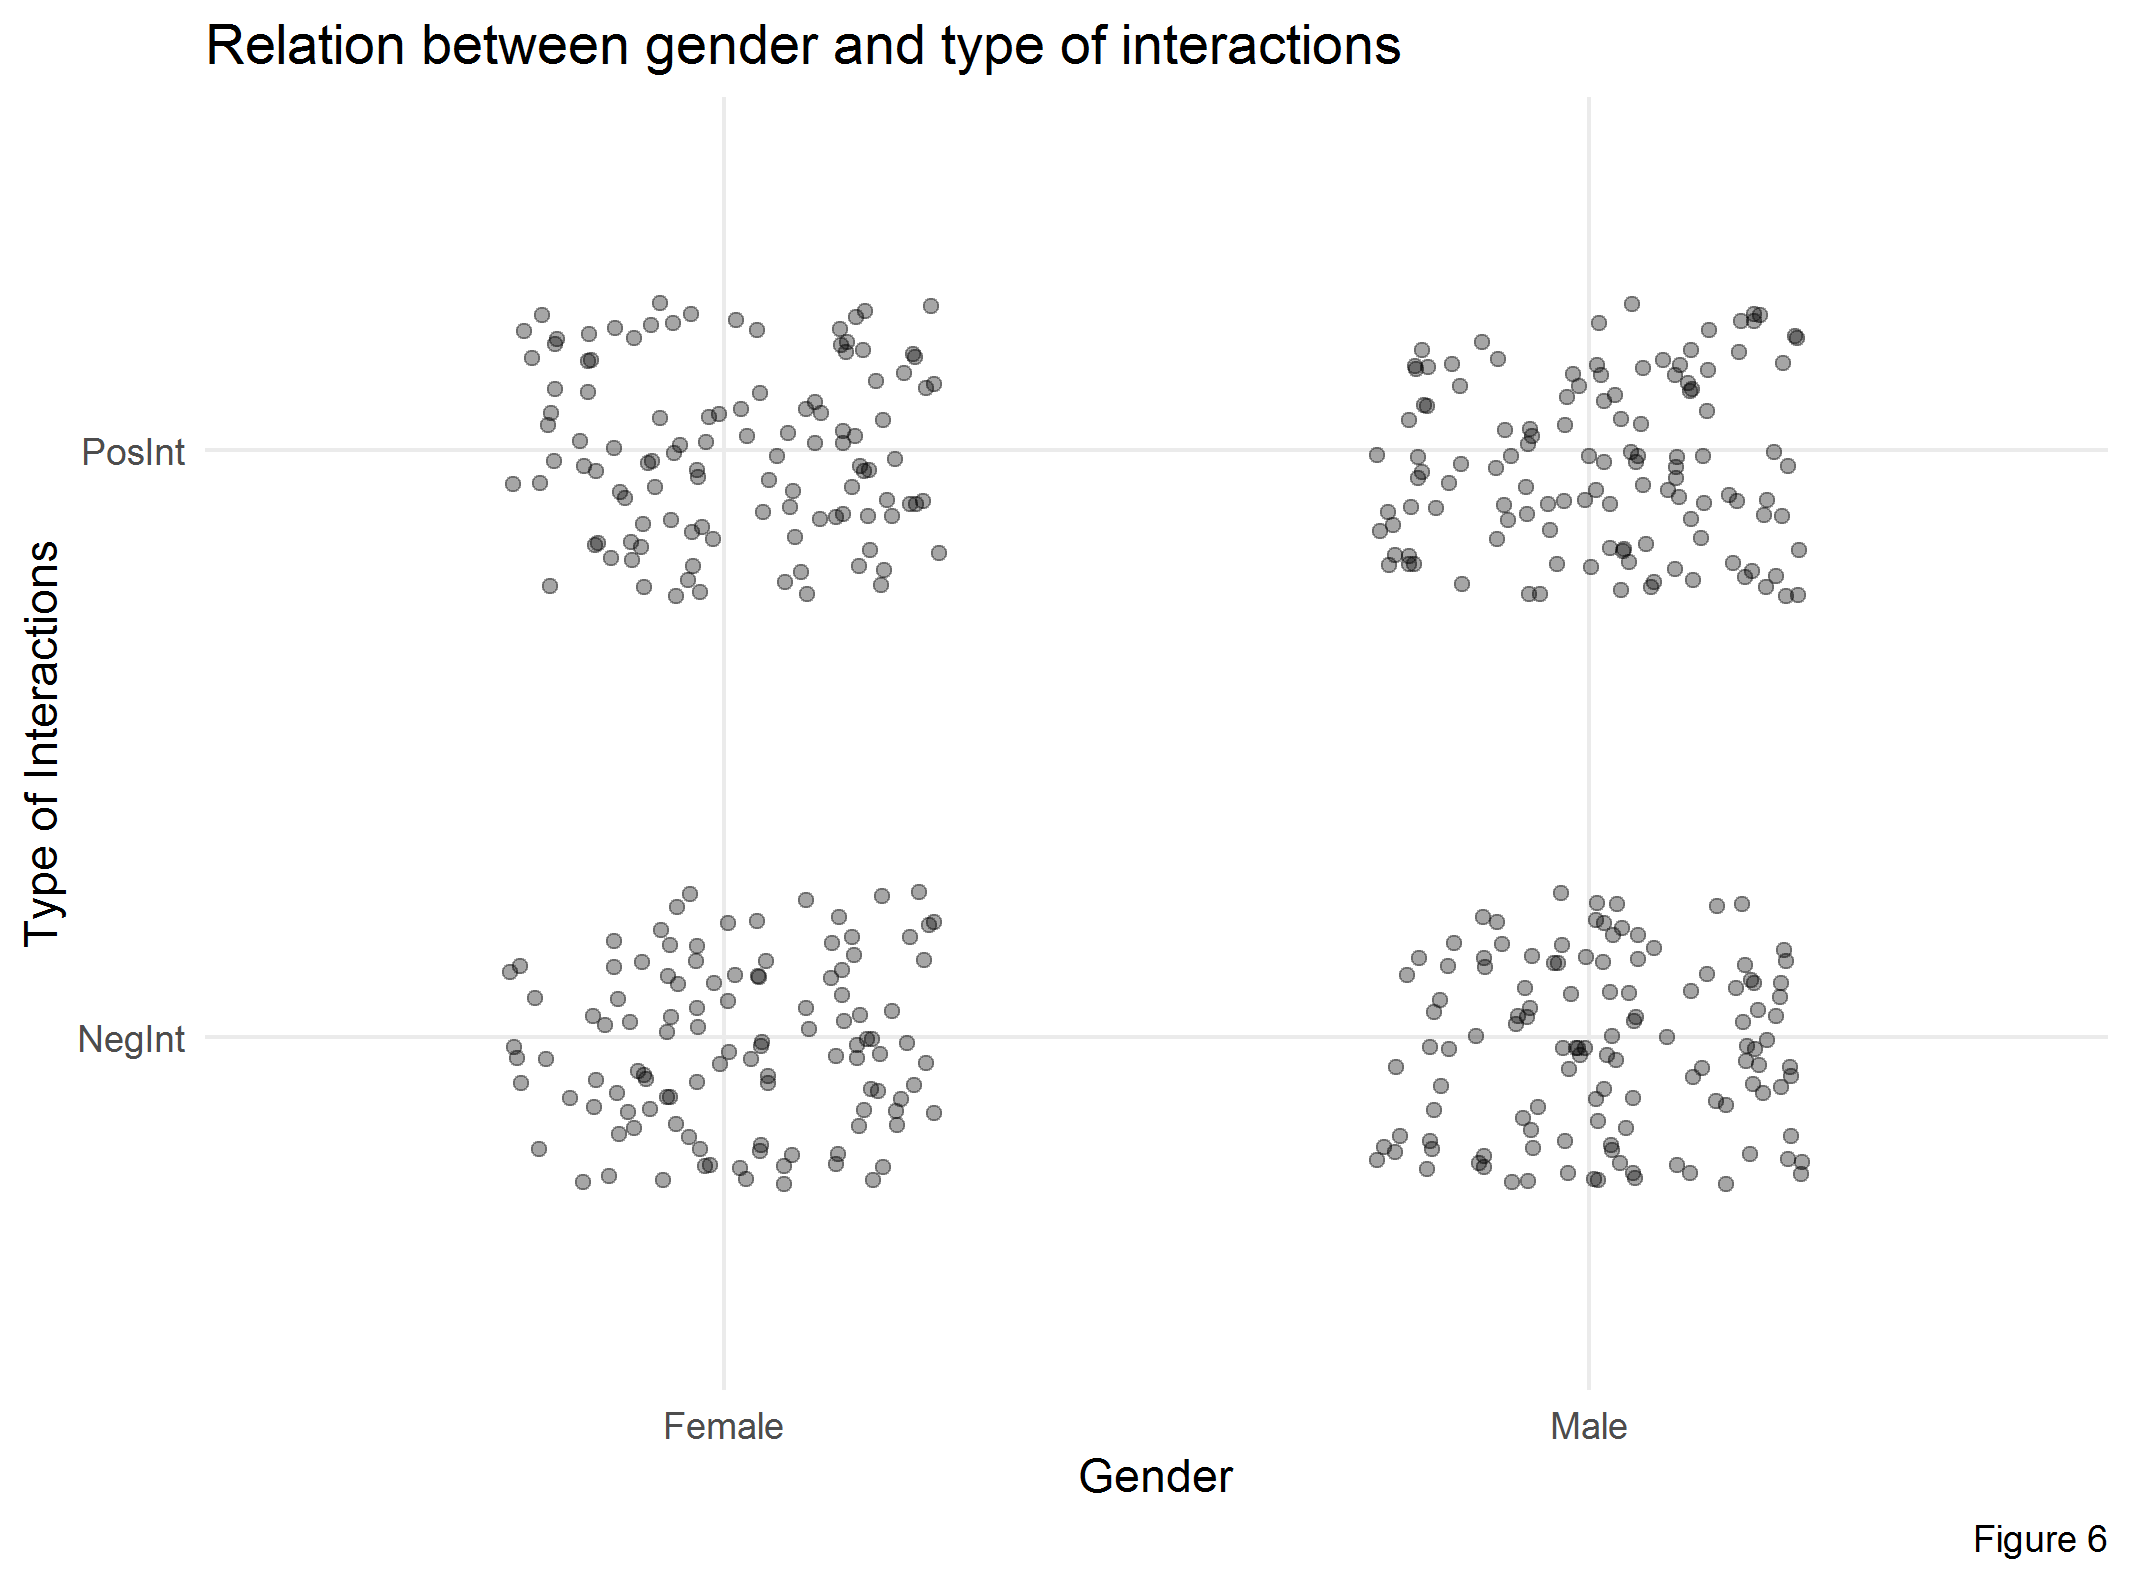 Relation between gender and type of interactions
Type of Interactions
PosInt
NegInt
Female
Male
Gender
Figure 6